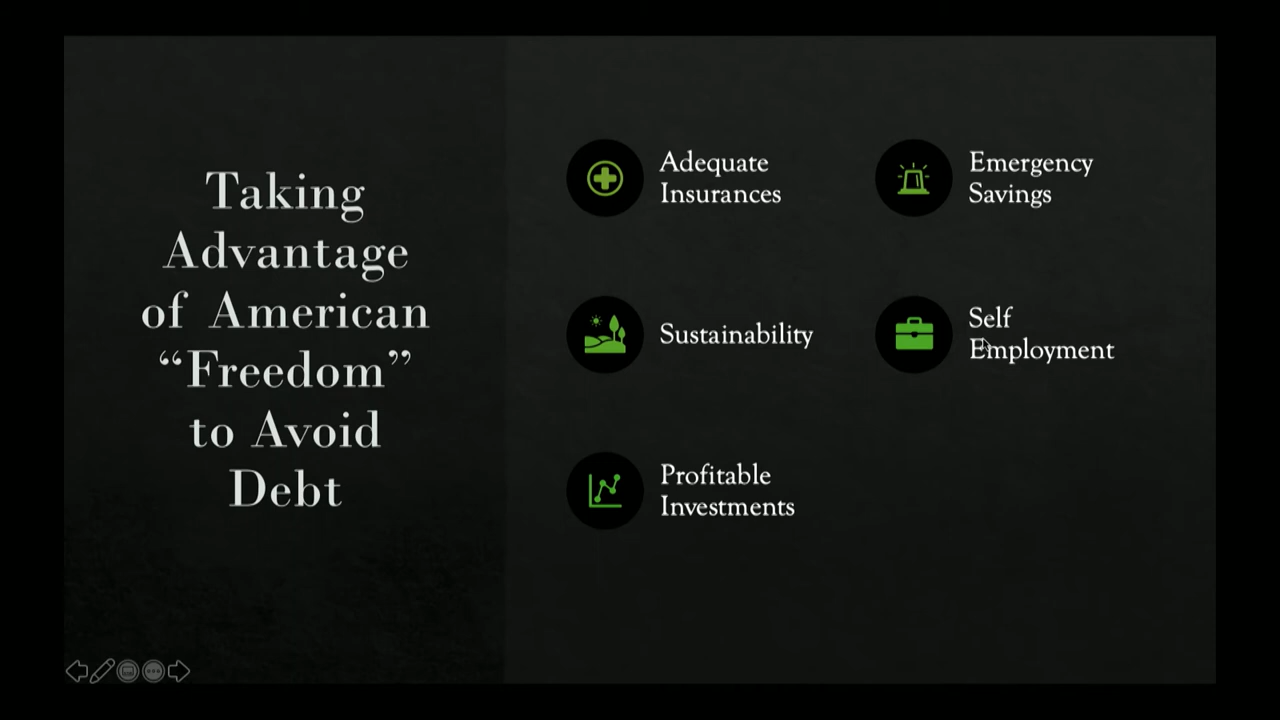 Taking
Advantage
of American
“Freedom”
to Avoid
Debt
Adequate
Insurances
Emergency
Savings
Sustainability
Self
Employment
Profitable
Investments